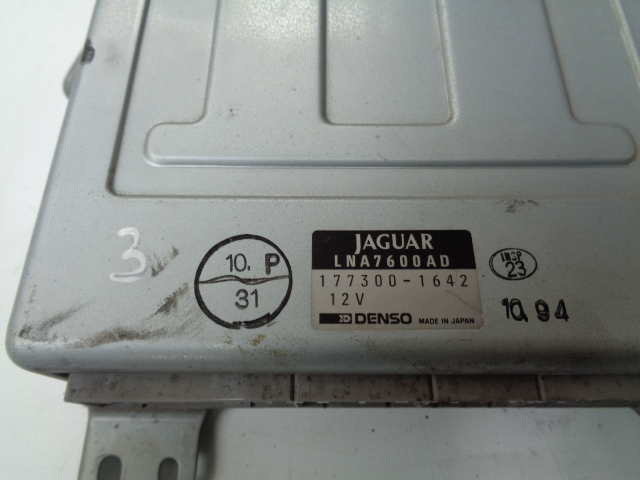 3
10. P
31
JAGUAR
LNA7600AD
177300-1642
12V
DENSO MADE IN JAPAN
INSP
23
10.94